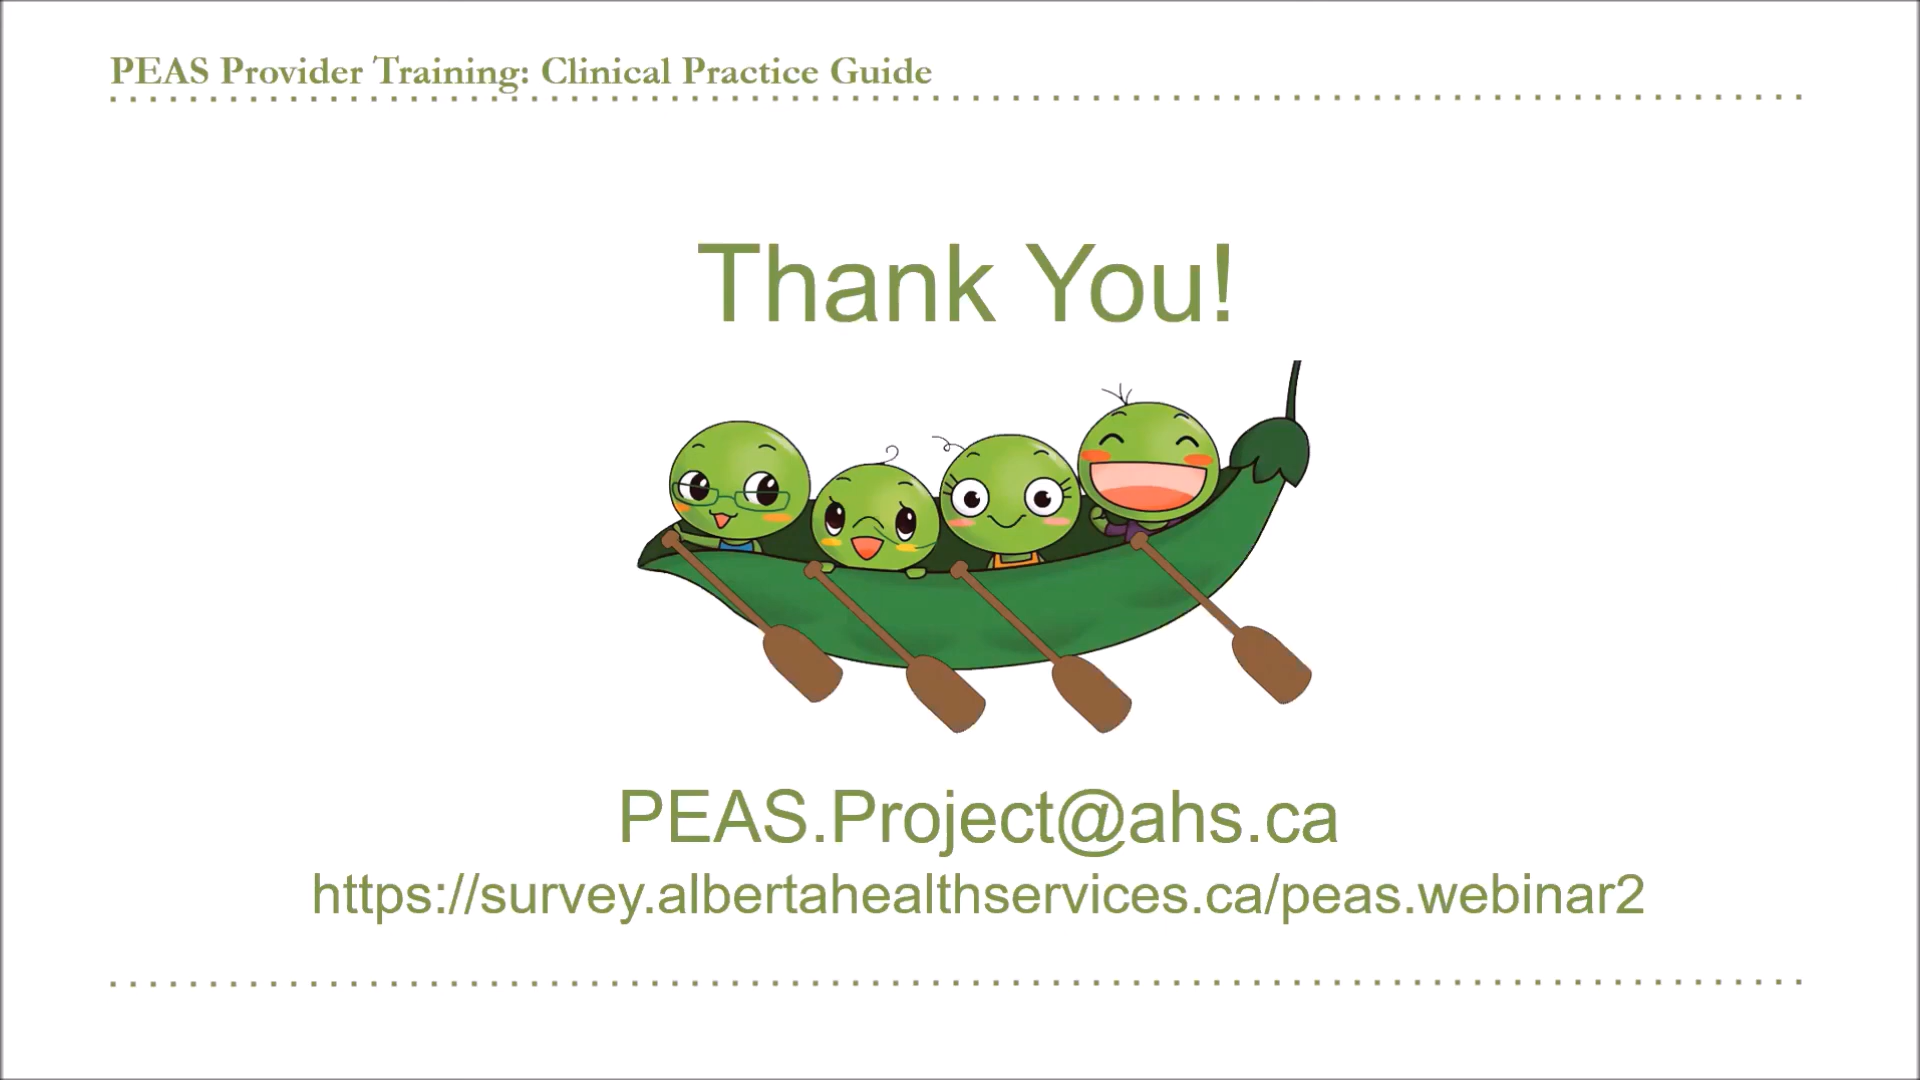 PEAS Provider Training: Clinical Practice Guide
Thank You!
PEAS.Project@ahs.ca
https://survey.albertahealthservices.ca/peas.webinar2